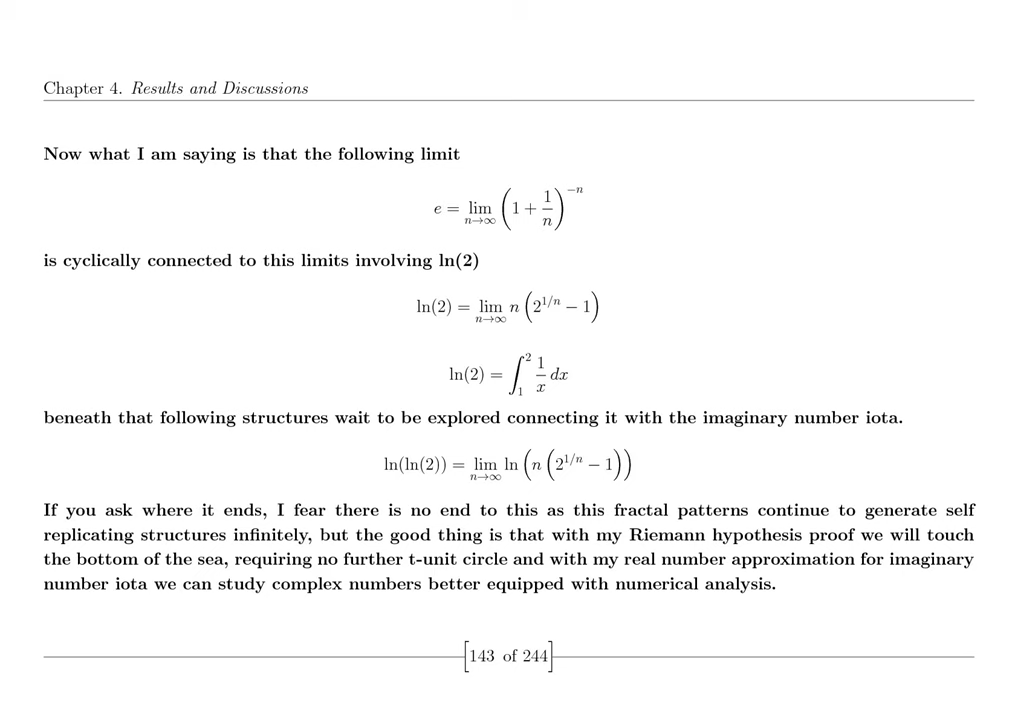 Chapter 4. Results and Discussions
Now what I am saying is that the following limit
e = lim n→∞ (1 + 1/n)^−n
is cyclically connected to this limits involving ln(2)
ln(2) = lim n→∞ n (2^1/n − 1)
ln(2) = ∫_1^2 1/x dx
beneath that following structures wait to be explored connecting it with the imaginary number iota.
ln(ln(2)) = lim n→∞ ln (n (2^1/n − 1))
If you ask where it ends, I fear there is no end to this as this fractal patterns continue to generate self
replicating structures infinitely, but the good thing is that with my Riemann hypothesis proof we will touch
the bottom of the sea, requiring no further t-unit circle and with my real number approximation for imaginary
number iota we can study complex numbers better equipped with numerical analysis.
[143 of 244]